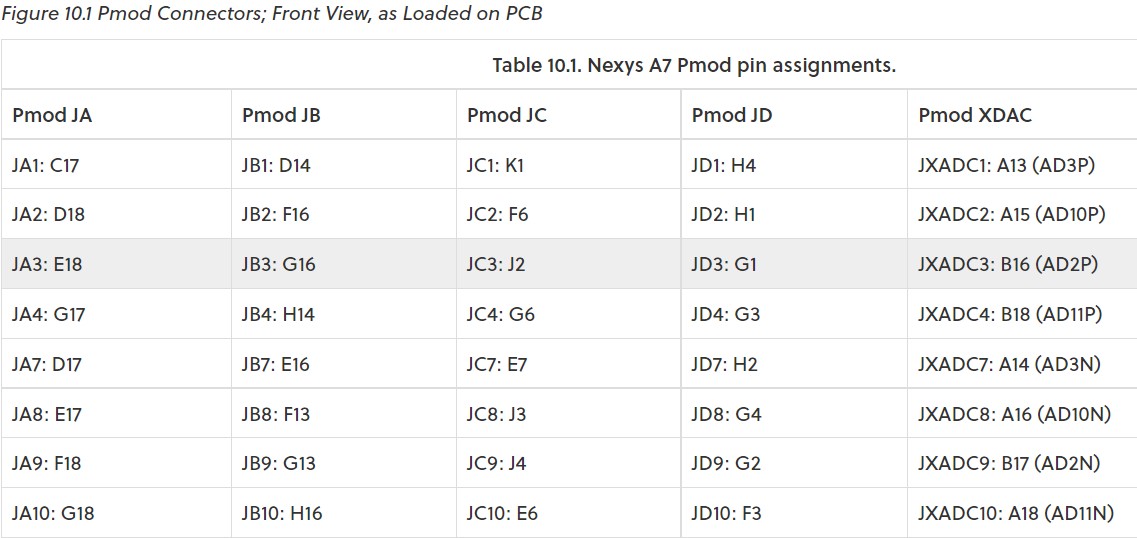 Figure 10.1 Pmod Connectors; Front View, as Loaded on PCB
Table 10.1. Nexys A7 Pmod pin assignments.
Pmod JA Pmod JB Pmod JC Pmod JD Pmod XDAC
JA1: C17 JB1: D14 JC1: K1 JD1: H4 JXADC1: A13 (AD3P)
JA2: D18 JB2: F16 JC2: F6 JD2: H1 JXADC2: A15 (AD10P)
JA3: E18 JB3: G16 JC3: J2 JD3: G1 JXADC3: B16 (AD2P)
JA4: G17 JB4: H14 JC4: G6 JD4: G3 JXADC4: B18 (AD11P)
JA7: D17 JB7: E16 JC7: E7 JD7: H2 JXADC7: A14 (AD3N)
JA8: E17 JB8: F13 JC8: J3 JD8: G4 JXADC8: A16 (AD10N)
JA9: F18 JB9: G13 JC9: J4 JD9: G2 JXADC9: B17 (AD2N)
JA10: G18 JB10: H16 JC10: E6 JD10: F3 JXADC10: A18 (AD11N)